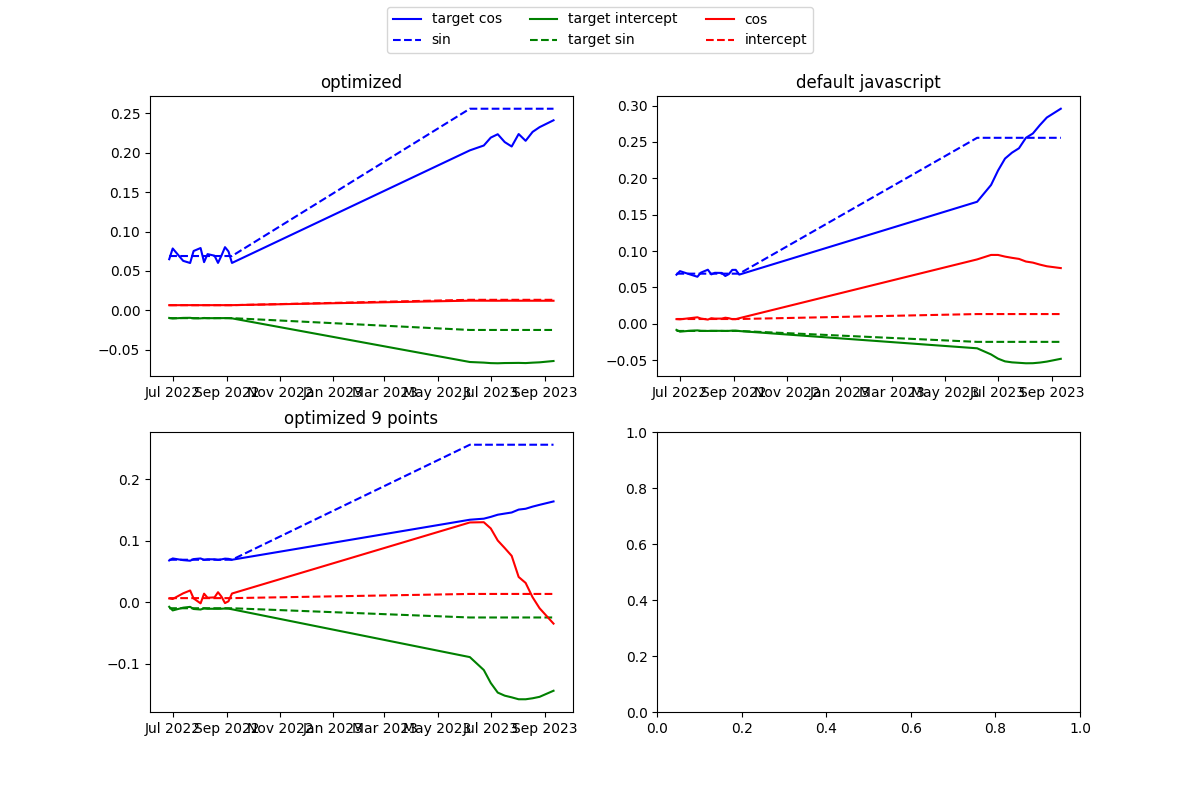 target cos target intercept cos
sin target sin intercept
optimized
default javascript
0.25
0.20
0.15
0.10
0.05
0.00
−0.05
Jul 2022 Sep 2022 Nov 2022 Jan 2023 Mar 2023 May 2023 Jul 2023 Sep 2023
0.30
0.25
0.20
0.15
0.10
0.05
0.00
−0.05
Jul 2022 Sep 2022 Nov 2022 Jan 2023 Mar 2023 May 2023 Jul 2023 Sep 2023
optimized 9 points
0.2
0.1
0.0
−0.1
Jul 2022 Sep 2022 Nov 2022 Jan 2023 Mar 2023 May 2023 Jul 2023 Sep 2023
1.0
0.8
0.6
0.4
0.2
0.0
0.0 0.2 0.4 0.6 0.8 1.0